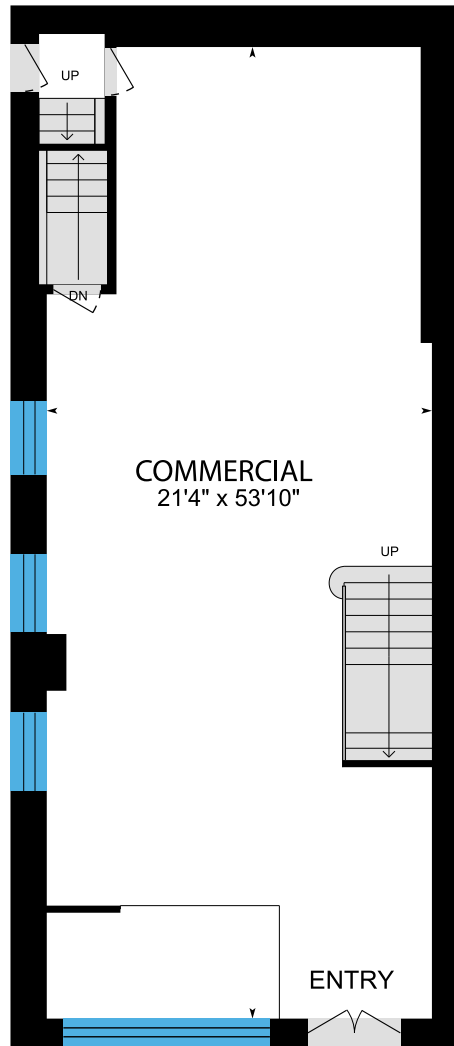 UP
DN
COMMERCIAL
21'4" x 53'10"
UP
ENTRY